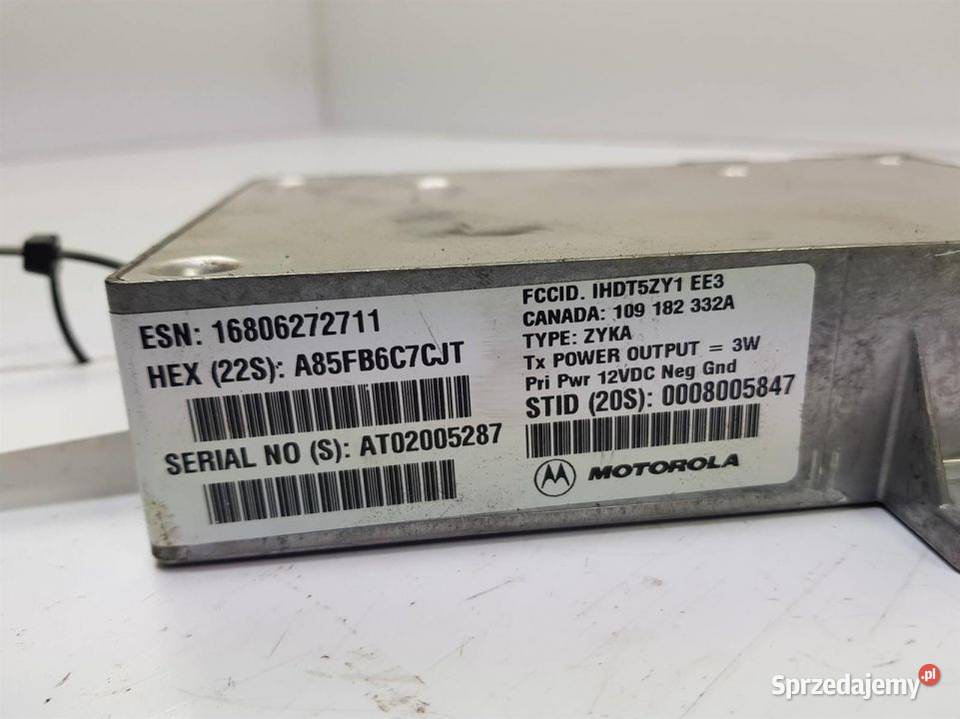 ESN: 16806272711
HEX (22S): A85FB6C7CJT
SERIAL NO (S): AT02005287
FCCID. IHDT5ZY1 EE3
CANADA: 109 182 332A
TYPE: ZYKA
Tx POWER OUTPUT = 3W
Pri Pwr 12VDC Neg Gnd
STID (20S): 0008005847
MOTOROLA
Sprzedajemy.pl